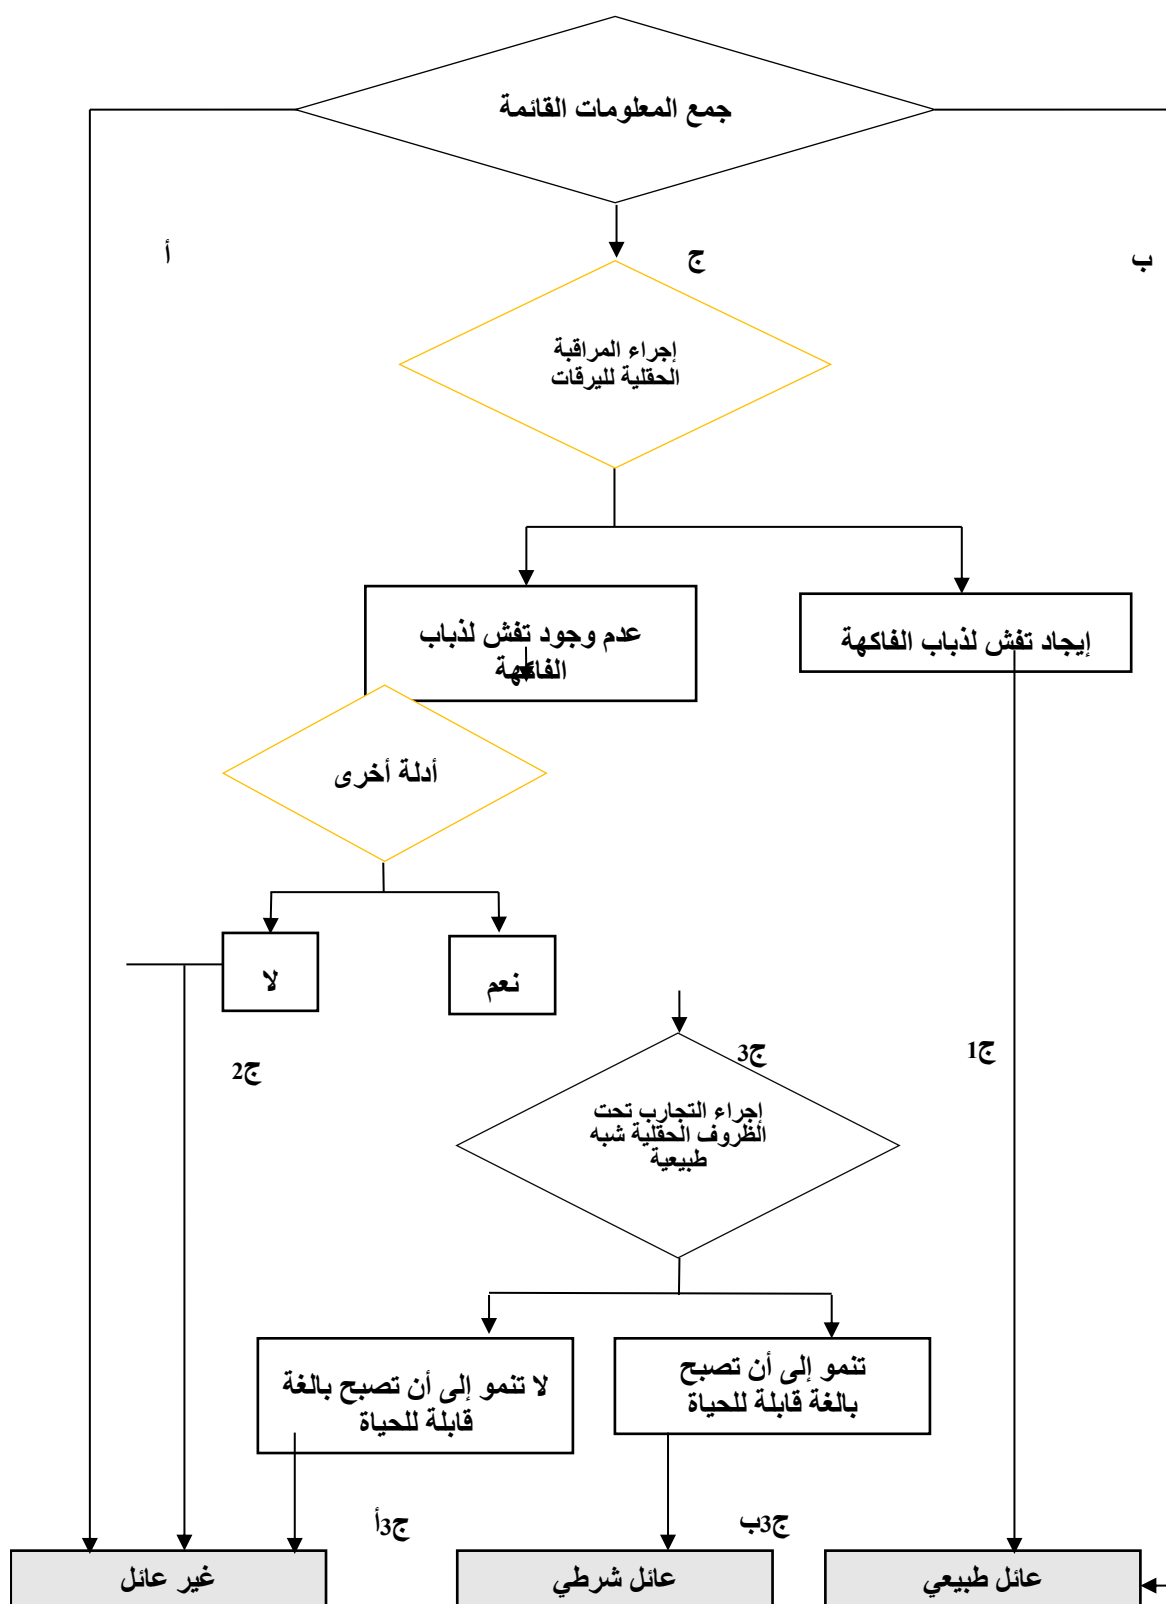 جمع المعلومات القائمة
أ
ج
ب
إجراء المراقبة
الحقلية لليرقات
إيجاد تفش لذباب الفاكهة
عدم وجود تفش لذباب
الفاكهة
أدلة أخرى
نعم
لا
ج1
ج3
ج2
إجراء التجارب تحت
الظروف الحقلية شبه
طبيعية
تنمو إلى أن تصبح
بالغة قابلة للحياة
لا تنمو إلى أن تصبح بالغة
قابلة للحياة
ج3ب
ج3أ
عائل طبيعي
عائل شرطي
غير عائل